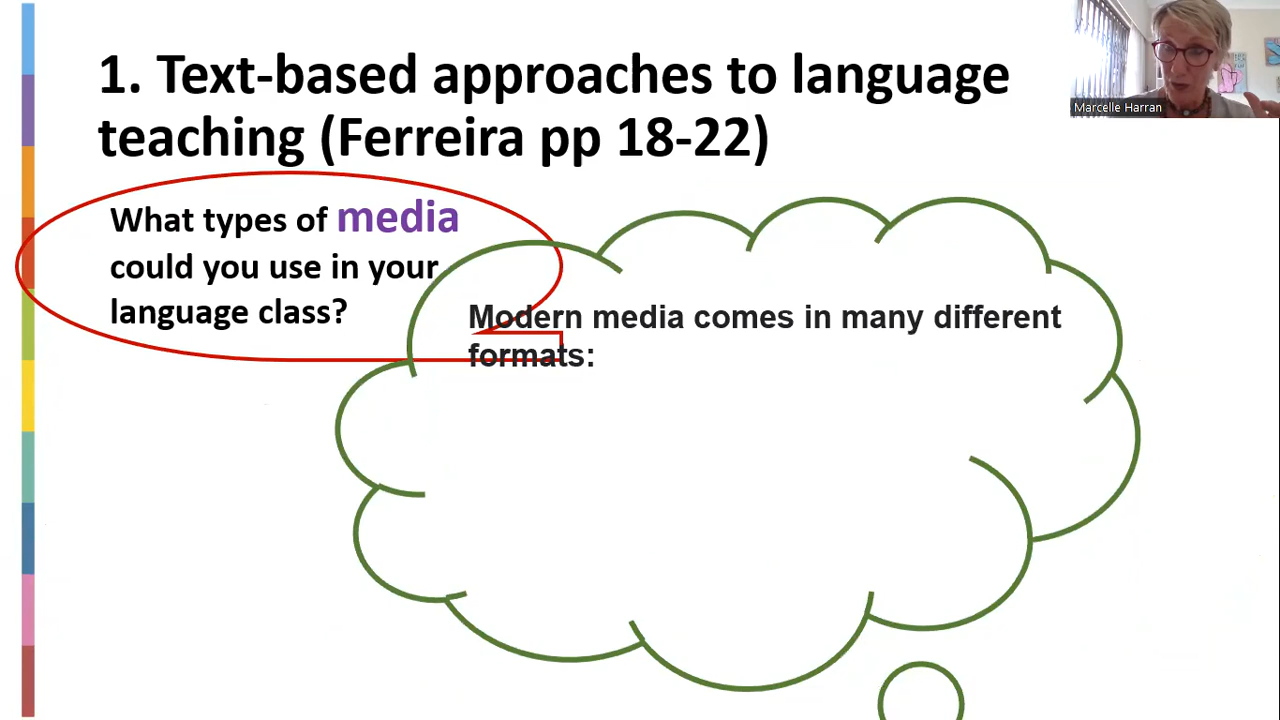 1. Text-based approaches to language
teaching (Ferreira pp 18-22)
Marcelle Harran
What types of media
could you use in your
language class?
Modern media comes in many different
formats: